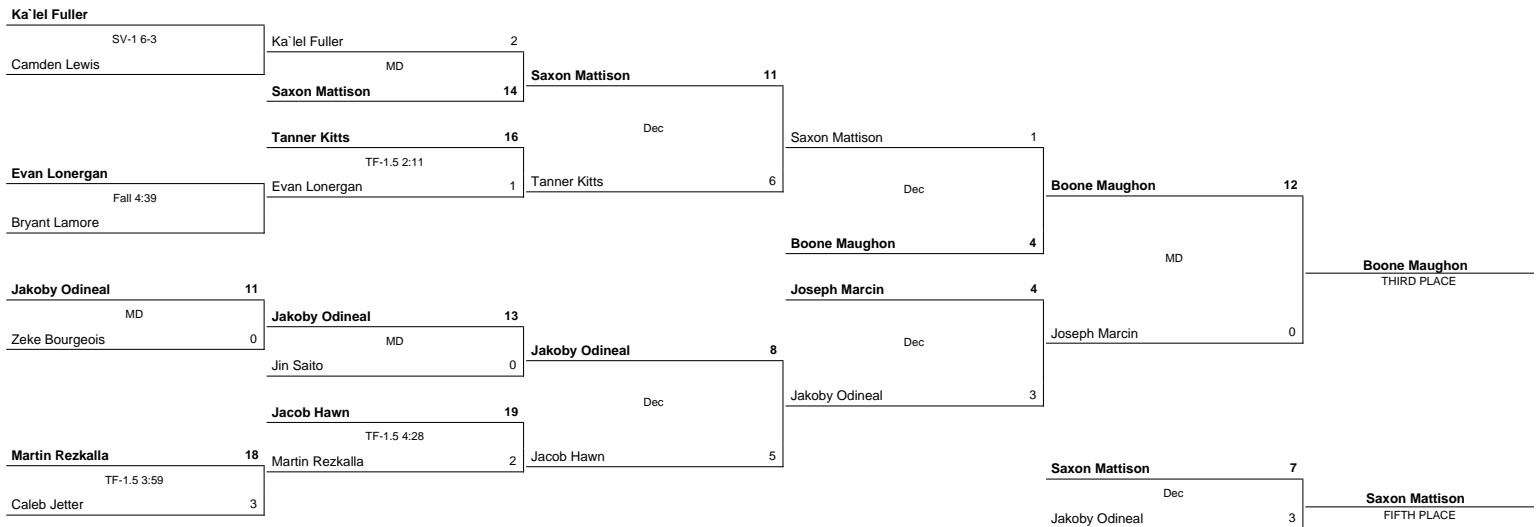 Ka`lel Fuller
SV-1 6-3
Camden Lewis
Evan Lonergan
Fall 4:39
Bryant Lamore
Jakoby Odineal 11
MD
Zeke Bourgeois 0
Martin Rezkalla 18
TF-1.5 3:59
Caleb Jetter 3
Ka`lel Fuller 2
MD
Saxon Mattison 14
Tanner Kitts 16
TF-1.5 2:11
Evan Lonergan 1
Jakoby Odineal 13
MD
Jin Saito 0
Jacob Hawn 19
TF-1.5 4:28
Martin Rezkalla 2
Saxon Mattison 11
Dec
Tanner Kitts 6
Jakoby Odineal 8
Dec
Jacob Hawn 5
Saxon Mattison 1
Dec
Boone Maughon 4
Joseph Marcin 4
Dec
Jakoby Odineal 3
Boone Maughon 12
MD
Joseph Marcin 0
Boone Maughon
THIRD PLACE
Saxon Mattison 7
Dec
Jakoby Odineal 3
Saxon Mattison
FIFTH PLACE